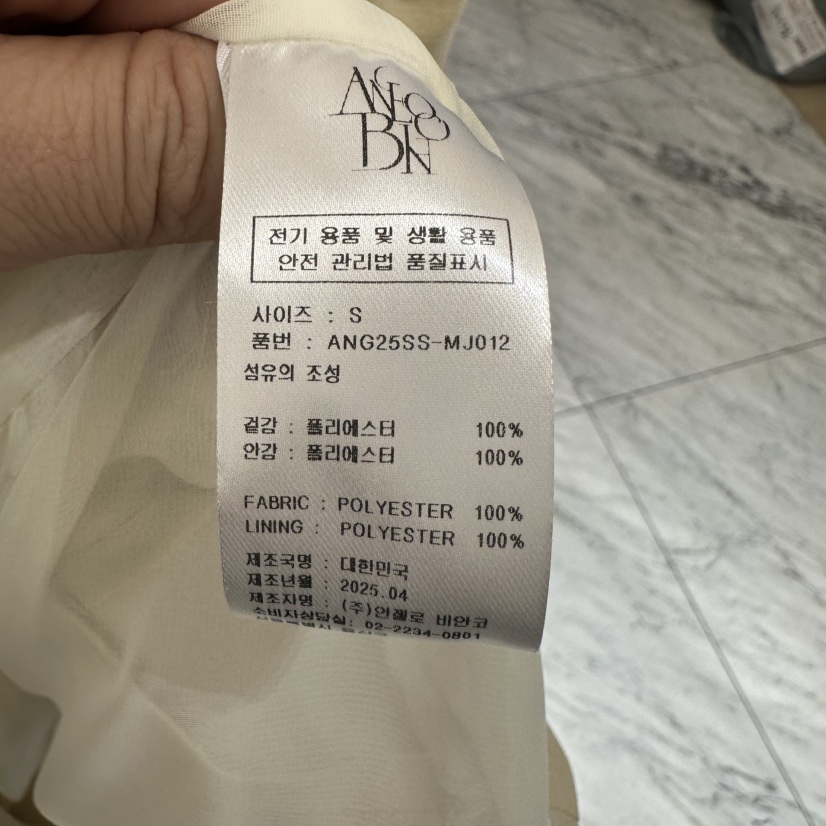 전기 용품 및 생활 용품
안전 관리법 품질표시
사이즈 : S
품번 : ANG25SS-MJ012
섬유의 조성
겉감 : 폴리에스터 100%
안감 : 폴리에스터 100%
FABRIC : POLYESTER 100%
LINING : POLYESTER 100%
제조국명 : 대한민국
제조년월 : 2025.04
제조자명 : (주)안젤로 비안코
소비자상담실: 02-2234-0801